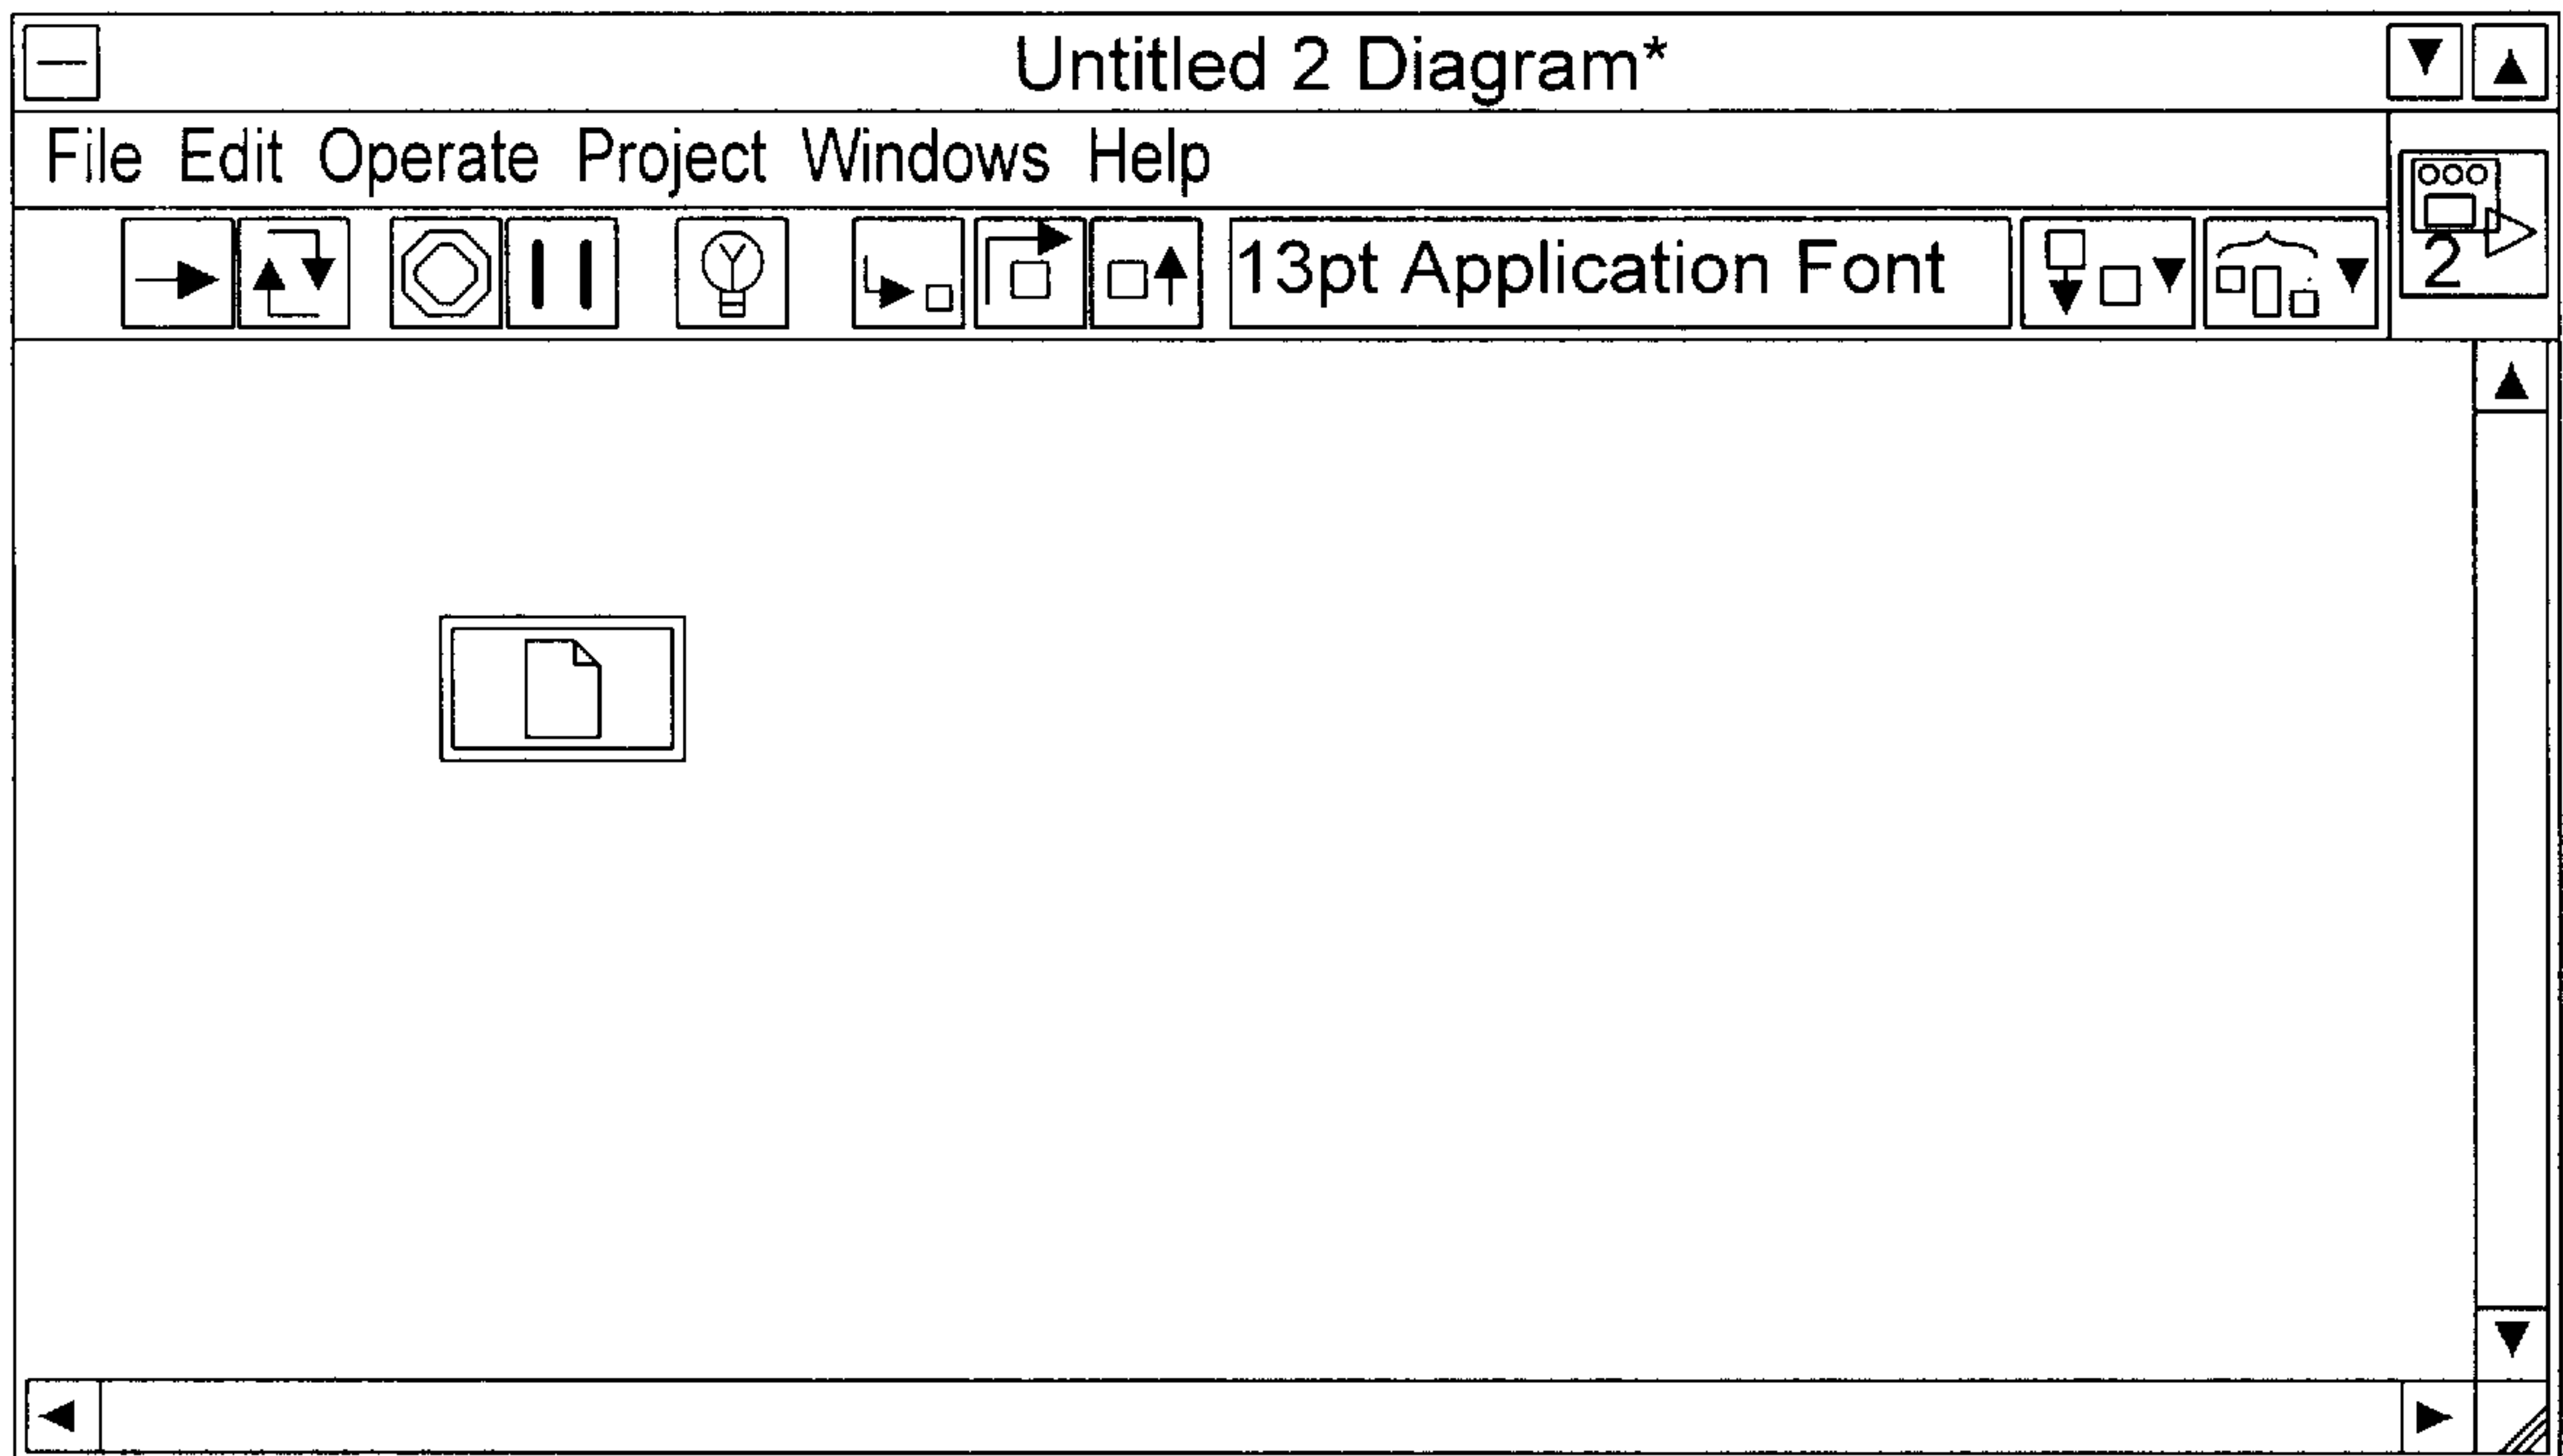 Untitled 2 Diagram*
File Edit Operate Project Windows Help
13pt Application Font
2